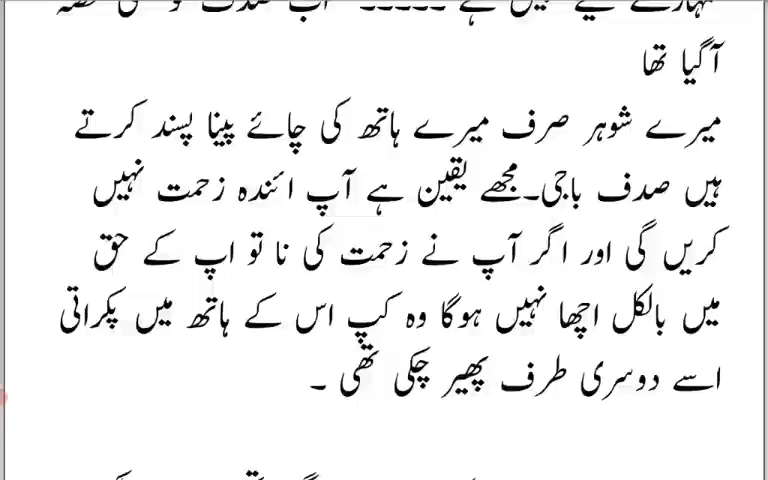 آگیا تھا
میرے شوہر صرف میرے ہاتھ کی چائے پینا پسند کرتے
ہیں صدف باجی۔مجھے یقین ہے آپ ائندہ زحمت نہیں
کریں گی اور اگر آپ نے زحمت کی نا تو اپ کے حق
میں بالکل اچھا نہیں ہوگا وہ کپ اس کے ہاتھ میں پکراتی
اسے دوسری طرف پھیر چکی تھی ۔